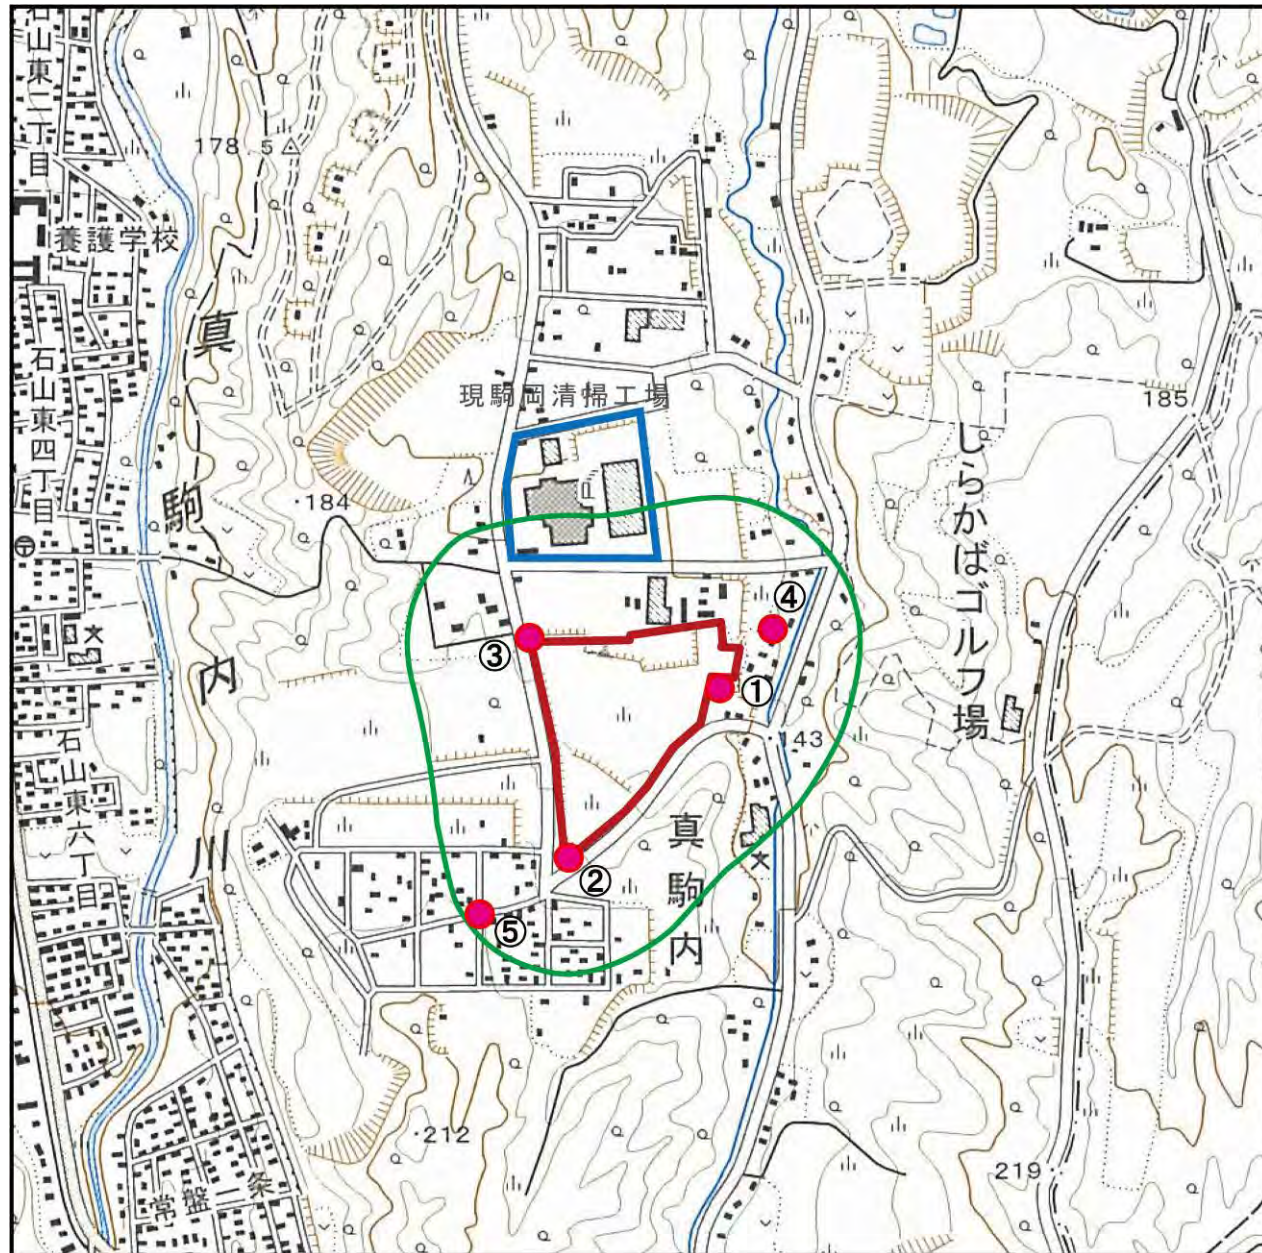 石山東二丁目
178.5
養護学校
真駒内川
石山東四丁目
現駒岡清掃工場
185
しらかばゴルフ場
・184
④
③
①
43
石山東六丁目
真駒内
②
⑤
・212
219
常盤一条